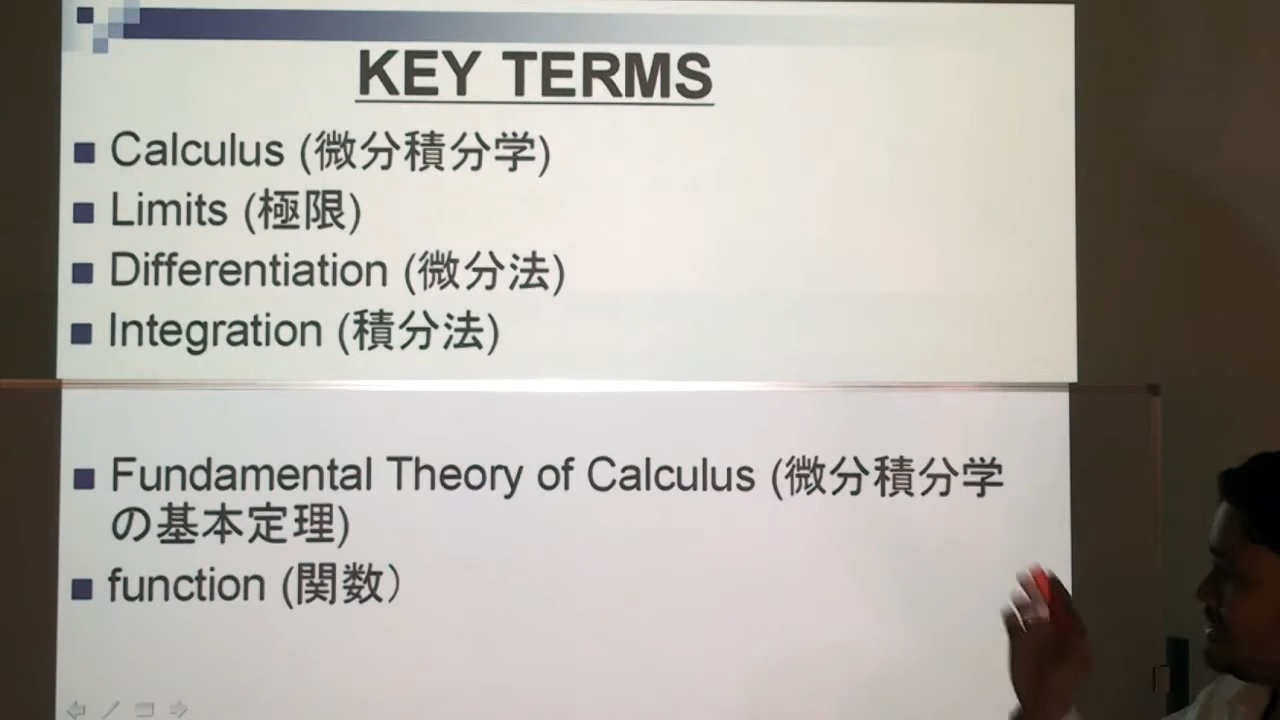 KEY TERMS
Calculus (微分積分学)
Limits (極限)
Differentiation (微分法)
Integration (積分法)
Fundamental Theory of Calculus (微分積分学
の基本定理)
function (関数）